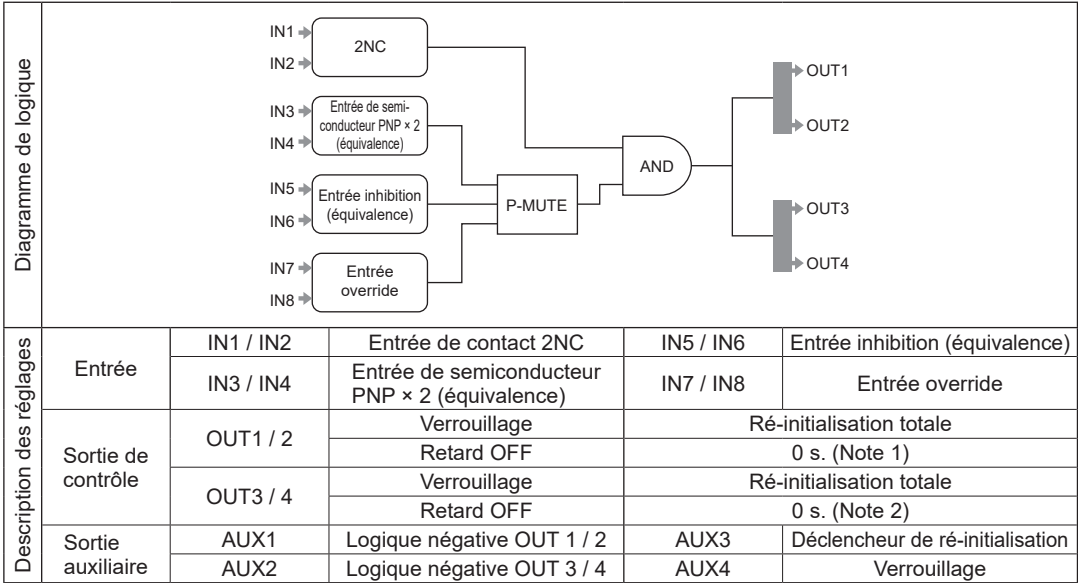 Diagramme de logique
IN1
IN2
2NC
IN3
IN4
Entrée de semi-
conducteur PNP × 2
(équivalence)
IN5
IN6
Entrée inhibition
(équivalence)
IN7
IN8
Entrée
override
P-MUTE
AND
OUT1
OUT2
OUT3
OUT4
Description des réglages
Entrée
IN1 / IN2
Entrée de contact 2NC
IN5 / IN6
Entrée inhibition (équivalence)
IN3 / IN4
Entrée de semiconducteur
PNP × 2 (équivalence)
IN7 / IN8
Entrée override
Sortie de
contrôle
OUT1 / 2
Verrouillage
Ré-initialisation totale
Retard OFF
0 s. (Note 1)
OUT3 / 4
Verrouillage
Ré-initialisation totale
Retard OFF
0 s. (Note 2)
Sortie
auxiliaire
AUX1
Logique négative OUT 1 / 2
AUX3
Déclencheur de ré-initialisation
AUX2
Logique négative OUT 3 / 4
AUX4
Verrouillage